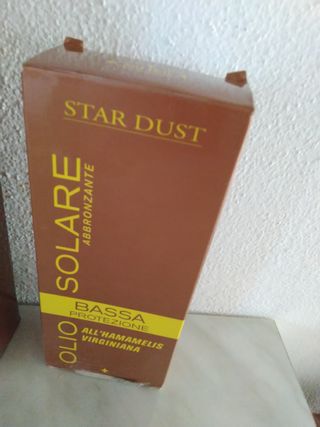 STAR DUST
OLIO SOLARE
ABBRONZANTE
BASSA
PROTEZIONE
ALL'HAMAMELIS
VIRGINIANA